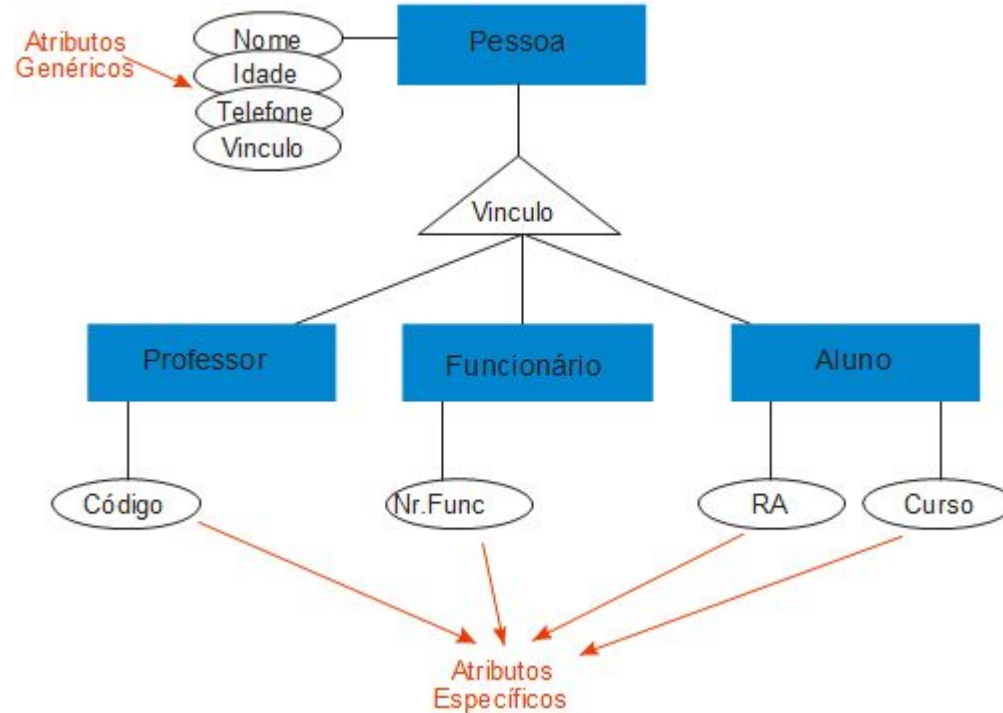 Atributos
Genéricos
Nome
Idade
Telefone
Vinculo
Pessoa
Vinculo
Professor
Funcionário
Aluno
Código
Nr.Func
RA
Curso
Atributos
Específicos